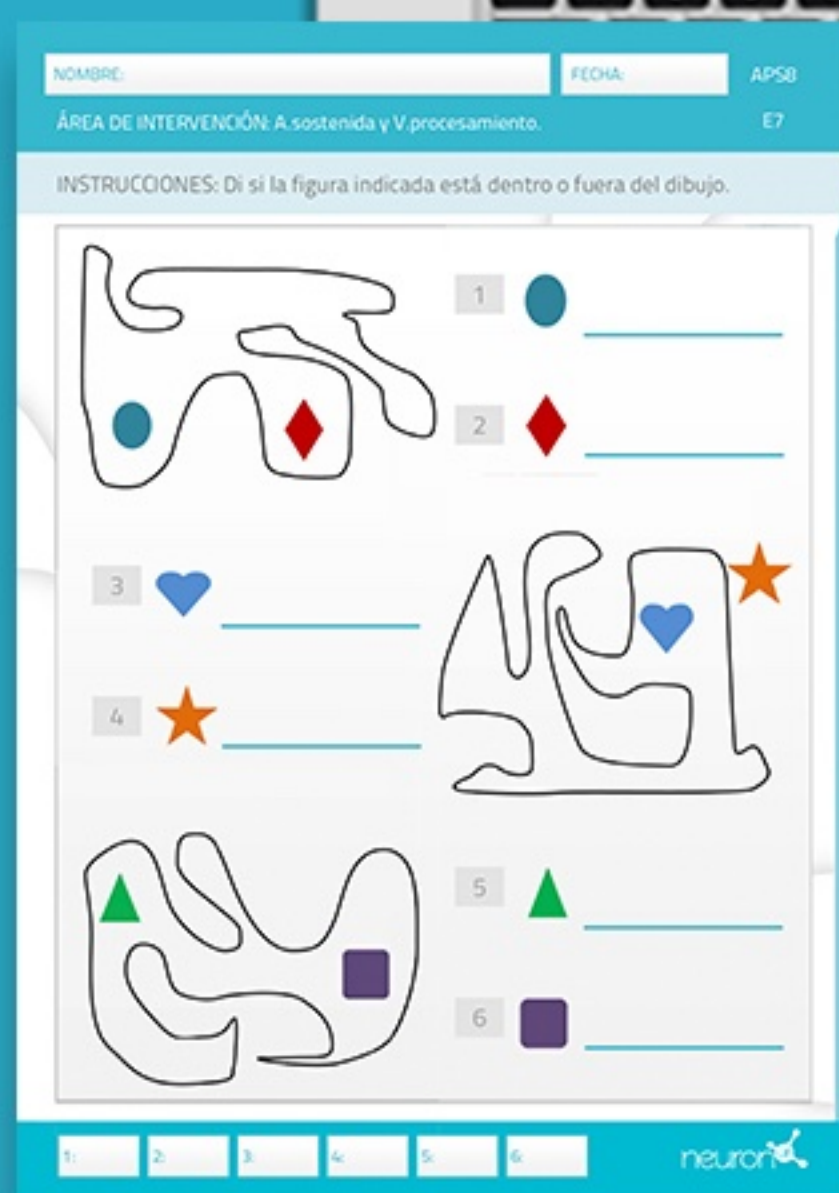 NOMBRE:
FECHA:
APS8
ÁREA DE INTERVENCIÓN: A.sostenida y V.procesamiento.
E7
INSTRUCCIONES: Di si la figura indicada está dentro o fuera del dibujo.
1
2
3
4
5
6
1:
2:
3:
4:
5:
6:
neuron